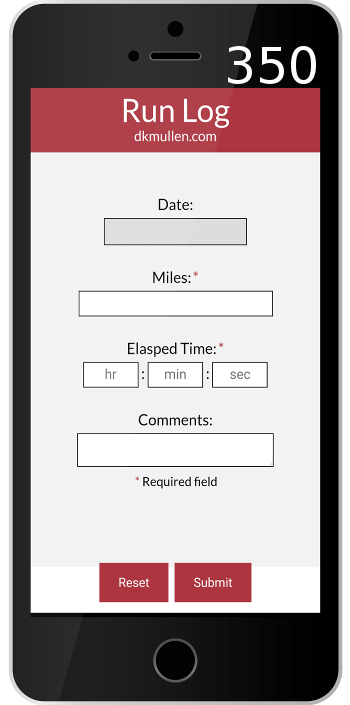 350
Run Log
dkmullen.com
Date:
Miles:*
Elasped Time:*
hr : min : sec
Comments:
* Required field
Reset Submit